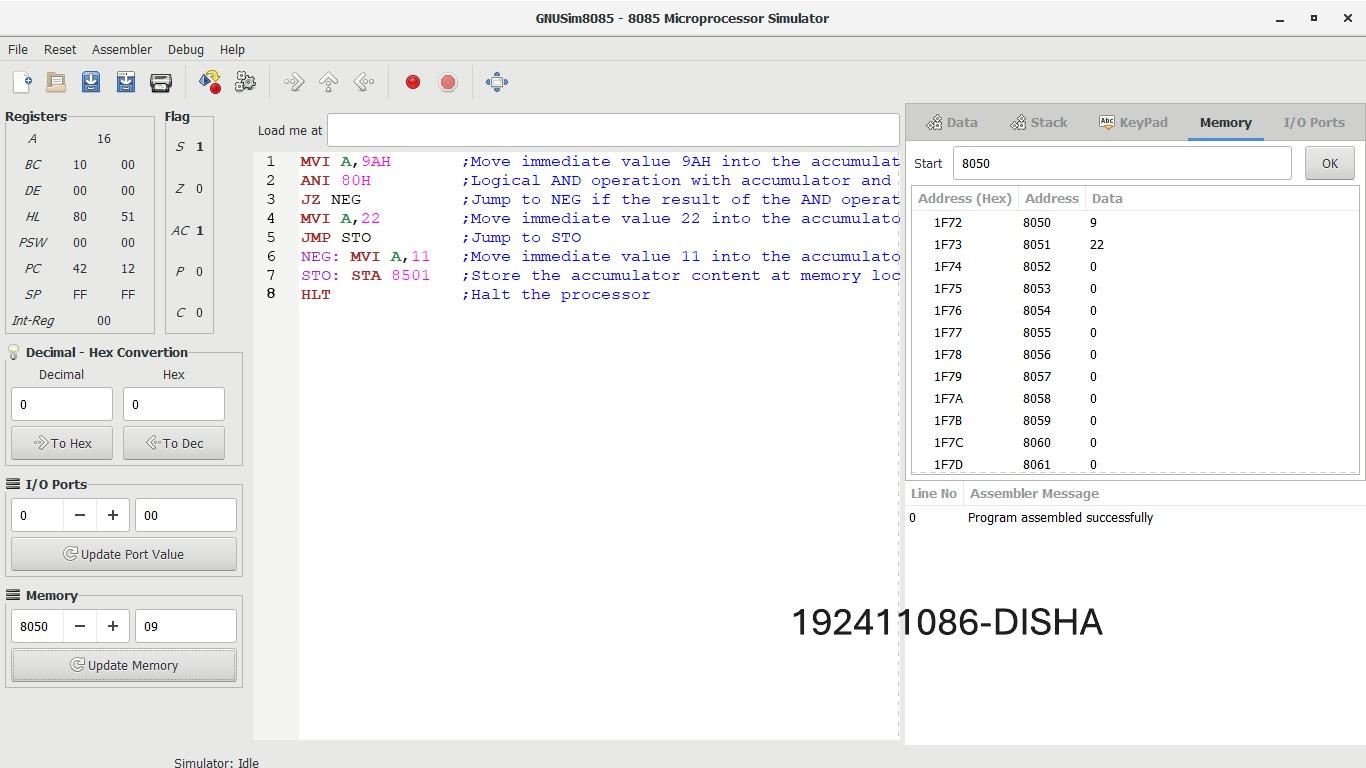 GNUSim8085 - 8085 Microprocessor Simulator
File Reset Assembler Debug Help
Registers
A 16
BC 10 00
DE 00 00
HL 80 51
PSW 00 00
PC 42 12
SP FF FF
Int-Reg 00
Flag
S 1
Z 0
AC 1
P 0
C 0
Decimal - Hex Convertion
Decimal Hex
0 0
To Hex To Dec
I/O Ports
0 − + 00
Update Port Value
Memory
8050 − + 09
Update Memory
Load me at
1 MVI A,9AH ;Move immediate value 9AH into the accumulat
2 ANI 80H ;Logical AND operation with accumulator and
3 JZ NEG ;Jump to NEG if the result of the AND operat
4 MVI A,22 ;Move immediate value 22 into the accumulato
5 JMP STO ;Jump to STO
6 NEG: MVI A,11 ;Move immediate value 11 into the accumulato
7 STO: STA 8501 ;Store the accumulator content at memory loc
8 HLT ;Halt the processor
Data Stack Abc KeyPad Memory I/O Ports
Start 8050 OK
Address (Hex) Address Data
1F72 8050 9
1F73 8051 22
1F74 8052 0
1F75 8053 0
1F76 8054 0
1F77 8055 0
1F78 8056 0
1F79 8057 0
1F7A 8058 0
1F7B 8059 0
1F7C 8060 0
1F7D 8061 0
Line No Assembler Message
0 Program assembled successfully
192411086-DISHA
Simulator: Idle